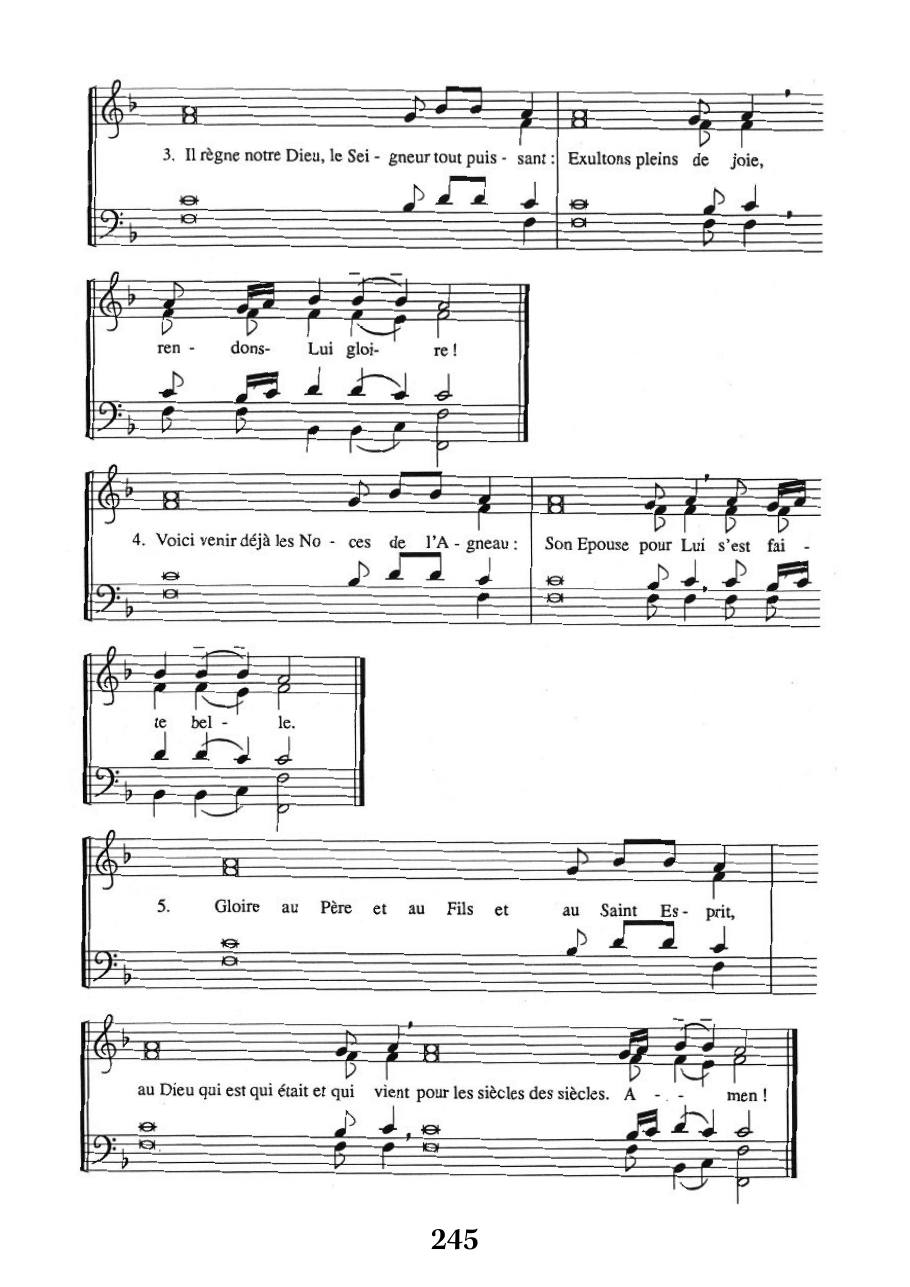 3. Il règne notre Dieu, le Sei - gneur tout puis - sant : Exultons pleins de joie,
ren - dons- Lui gloi- re !
4. Voici venir déjà les No - ces de l'A - gneau : Son Epouse pour Lui s'est fai -
te bel - le.
5. Gloire au Père et au Fils et au Saint Es - prit,
au Dieu qui est qui était et qui vient pour les siècles des siècles. A - - - men !
245